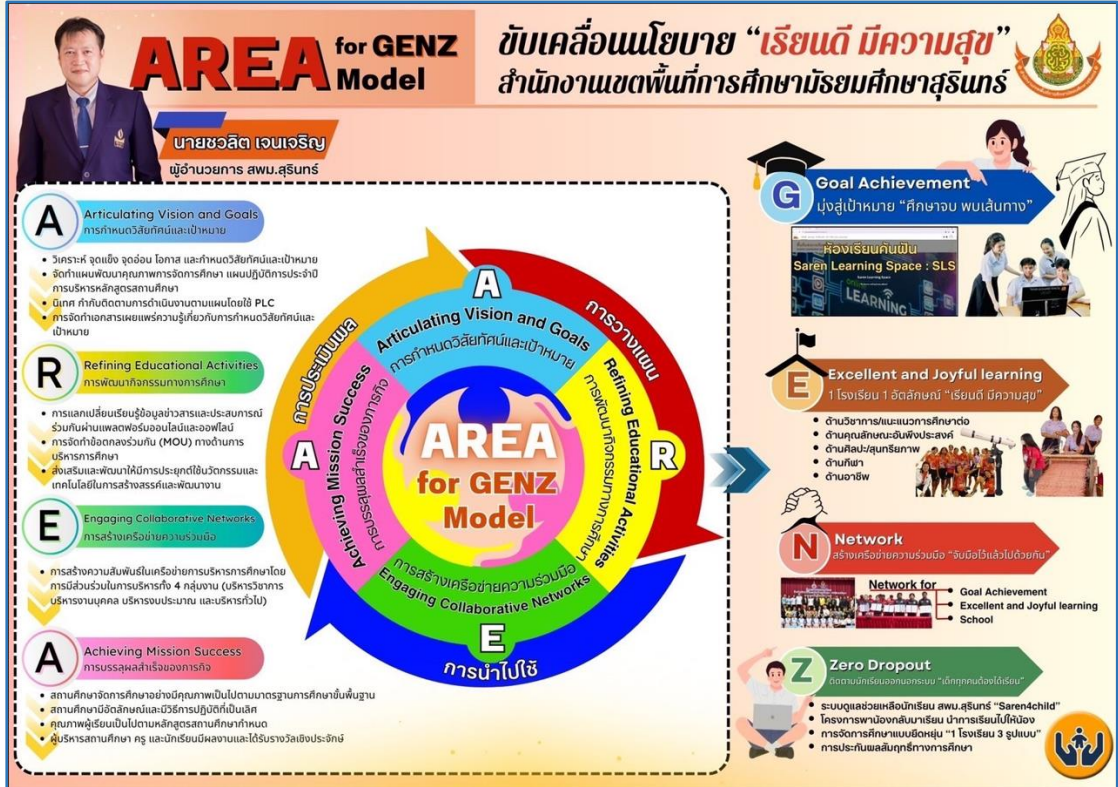 AREA for GENZ Model
ขับเคลื่อนนโยบาย “เรียนดี มีความสุข”
สำนักงานเขตพื้นที่การศึกษามัธยมศึกษาสุรินทร์
นายชวลิต เจนเจริญ
ผู้อำนวยการ สพม.สุรินทร์
A
Articulating Vision and Goals
การกำหนดวิสัยทัศน์และเป้าหมาย
วิเคราะห์ จุดแข็ง จุดอ่อน โอกาส และกำหนดวิสัยทัศน์และเป้าหมาย
จัดทำแผนพัฒนาคุณภาพการจัดการศึกษา แผนปฏิบัติการประจำปี
การบริหารหลักสูตรสถานศึกษา
นิเทศ กำกับติดตามการดำเนินงานตามแผนโดยใช้ PLC
การจัดทำเอกสารเผยแพร่ความรู้เกี่ยวกับการกำหนดวิสัยทัศน์และ
เป้าหมาย
R
Refining Educational Activities
การพัฒนากิจกรรมทางการศึกษา
การแลกเปลี่ยนเรียนรู้ข้อมูลข่าวสารและประสบการณ์
ร่วมกันผ่านแพลตฟอร์มออนไลน์และออฟไลน์
การจัดทำข้อตกลงร่วมกัน (MOU) ทางด้านการ
บริหารการศึกษา
ส่งเสริมและพัฒนาให้มีการประยุกต์ใช้นวัตกรรมและ
เทคโนโลยีในการสร้างสรรค์และพัฒนางาน
E
Engaging Collaborative Networks
การสร้างเครือข่ายความร่วมมือ
การสร้างความสัมพันธ์ในเครือข่ายการบริหารการศึกษาโดย
การมีส่วนร่วมในการบริหารทั้ง 4 กลุ่มงาน (บริหารวิชาการ
บริหารงานบุคคล บริหารงบประมาณ และบริหารทั่วไป)
A
Achieving Mission Success
การบรรลุผลสำเร็จของภารกิจ
สถานศึกษาจัดการศึกษาอย่างมีคุณภาพเป็นไปตามมาตรฐานการศึกษาขั้นพื้นฐาน
สถานศึกษามีอัตลักษณ์และมีวิธีการปฏิบัติที่เป็นเลิศ
คุณภาพผู้เรียนเป็นไปตามหลักสูตรสถานศึกษากำหนด
ผู้บริหารสถานศึกษา ครู และนักเรียนมีผลงานและได้รับรางวัลเชิงประจักษ์
การประเมินผล
การวางแผน
การนำไปใช้
A
Articulating Vision and Goals
การกำหนดวิสัยทัศน์และเป้าหมาย
R
Refining Educational Activities
การพัฒนากิจกรรมทางการศึกษา
การสร้างเครือข่ายความร่วมมือ
Engaging Collaborative Networks
E
A
Achieving Mission Success
การบรรลุผลสำเร็จของภารกิจ
AREA
for GENZ
Model
G
Goal Achievement
มุ่งสู่เป้าหมาย “ศึกษาจบ พบเส้นทาง”
ห้องเรียนคันฝัน
Saren Learning Space : SLS
Saren Learning Space
LEARNING
E
Excellent and Joyful learning
1 โรงเรียน 1 อัตลักษณ์ “เรียนดี มีความสุข”
ด้านวิชาการ/แนะแนวการศึกษาต่อ
ด้านคุณลักษณะอันพึงประสงค์
ด้านศิลปะ/สุนทรียภาพ
ด้านกีฬา
ด้านอาชีพ
N
Network
สร้างเครือข่ายความร่วมมือ “จับมือไว้แล้วไปด้วยกัน”
Network for
Goal Achievement
Excellent and Joyful learning
School
Z
Zero Dropout
ติดตามนักเรียนออกนอกระบบ “เด็กทุกคนต้องได้เรียน”
ระบบดูแลช่วยเหลือนักเรียน สพม.สุรินทร์ “Saren4child”
โครงการพาน้องกลับมาเรียน นำการเรียนไปให้น้อง
การจัดการศึกษาแบบยืดหยุ่น “1 โรงเรียน 3 รูปแบบ”
การประกันผลสัมฤทธิ์ทางการศึกษา